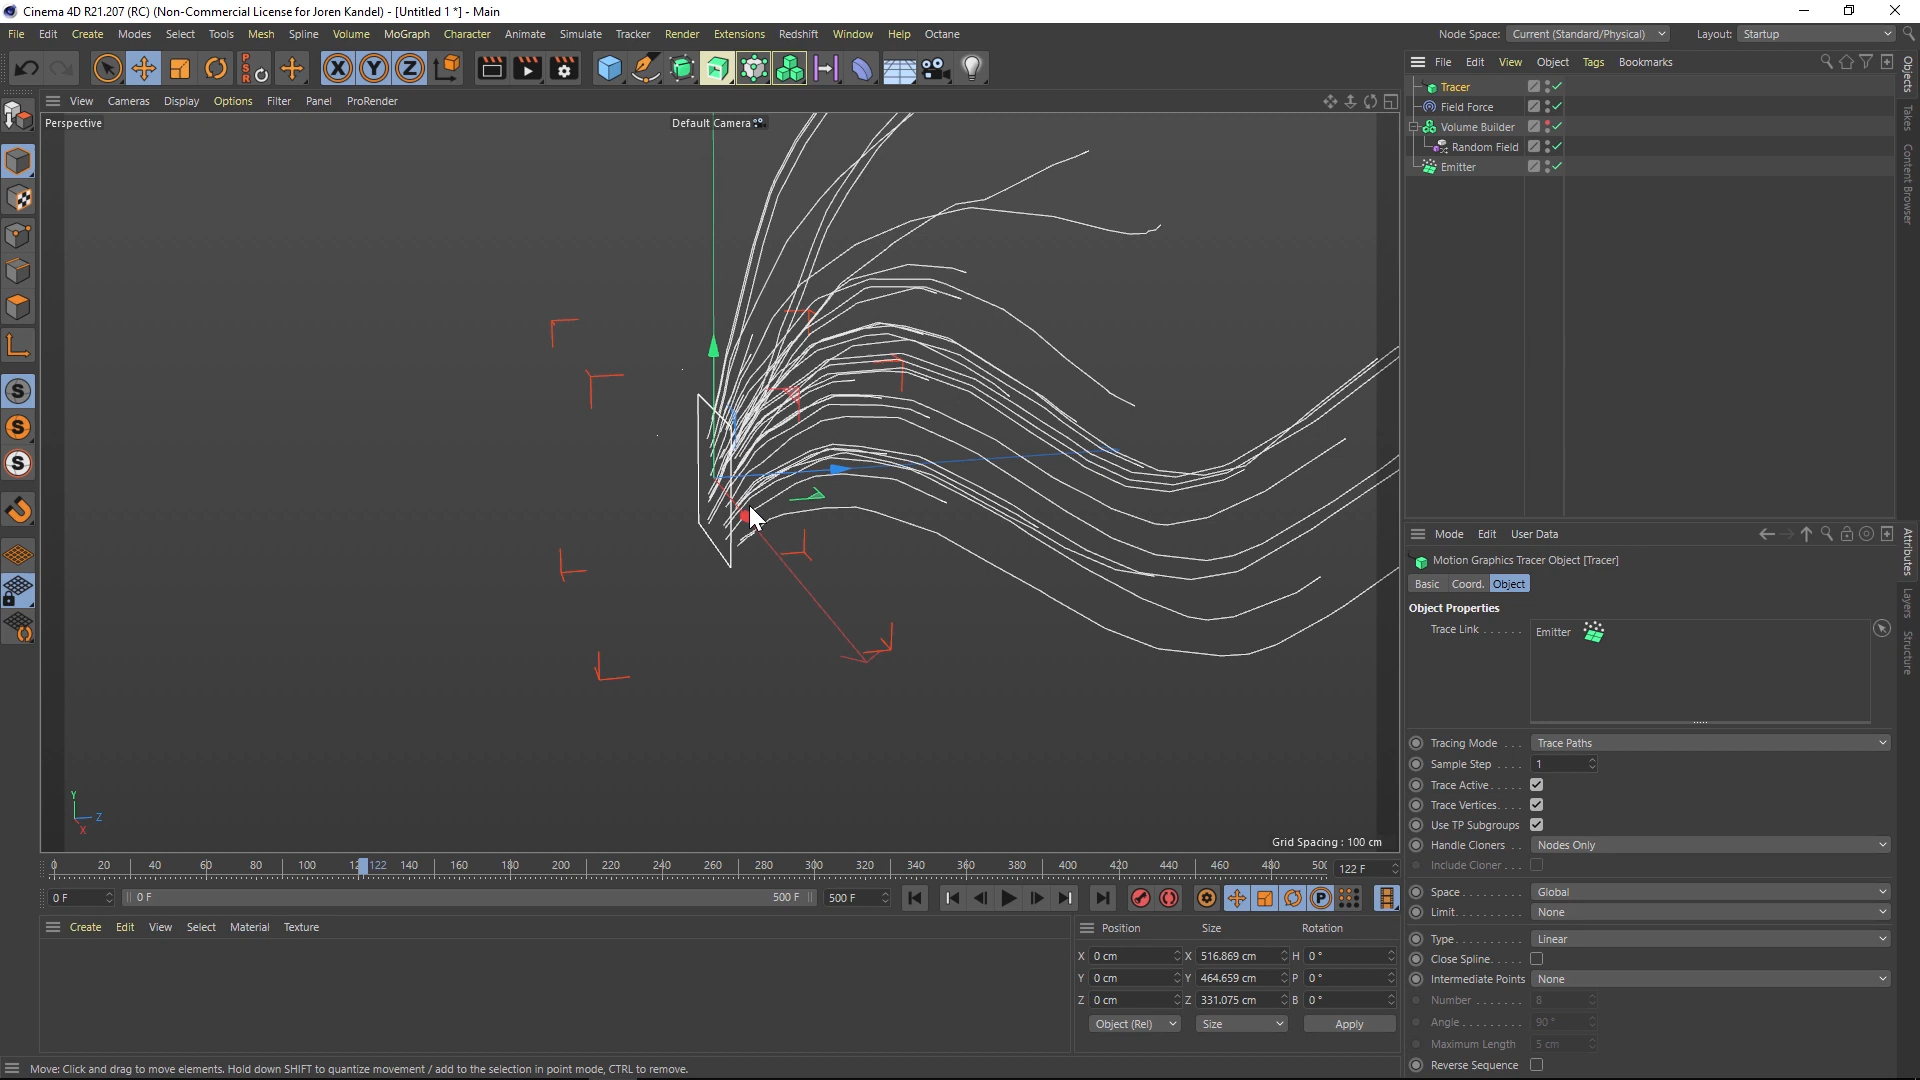 Cinema 4D R21.207 (RC) (Non-Commercial License for Joren Kandel) - [Untitled 1 *] - Main
File Edit Create Modes Select Tools Mesh Spline Volume MoGraph Character Animate Simulate Tracker Render Extensions Redshift Window Help Octane
Node Space: Current (Standard/Physical) Layout: Startup
PSR X Y Z
File Edit View Object Tags Bookmarks
View Cameras Display Options Filter Panel ProRender
Perspective
Default Camera
Tracer
Field Force
Volume Builder
Random Field
Emitter
Objects
Takes
Content Browser
S
S
S
Mode Edit User Data
Motion Graphics Tracer Object [Tracer]
Basic Coord. Object
Object Properties
Trace Link . . . . . . Emitter
Attributes
Layers
Structure
Tracing Mode . . . Trace Paths
Sample Step . . . . 1
Trace Active. . . . .
Trace Vertices. . . .
Use TP Subgroups
Handle Cloners . . Nodes Only
Include Cloner . . .
Space. . . . . . . . . Global
Limit. . . . . . . . . . None
Type. . . . . . . . . . Linear
Close Spline. . . . .
Intermediate Points None
Number . . . . . . . 8
Angle. . . . . . . . . 90 °
Maximum Length 5 cm
Reverse Sequence
Y
Z
X
Grid Spacing : 100 cm
0 20 40 60 80 100 12 122 140 160 180 200 220 240 260 280 300 320 340 360 380 400 420 440 460 480 50 122 F
0 F 0 F 500 F 500 F P
Create Edit View Select Material Texture
Position Size Rotation
X 0 cm X 516.869 cm H 0 °
Y 0 cm Y 464.659 cm P 0 °
Z 0 cm Z 331.075 cm B 0 °
Object (Rel) Size Apply
Move: Click and drag to move elements. Hold down SHIFT to quantize movement / add to the selection in point mode, CTRL to remove.